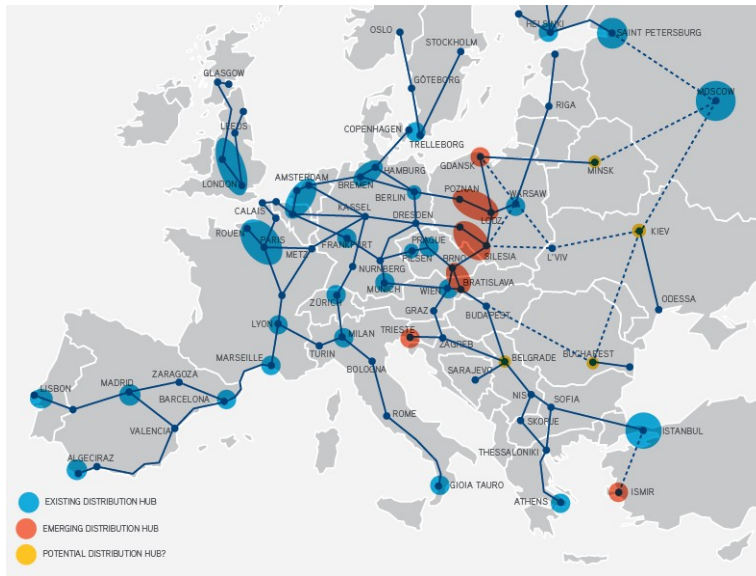 OSLO
STOCKHOLM
HELSINKI
SAINT PETERSBURG
GLASGOW
GÖTEBORG
MOSCOW
RIGA
LEEDS
COPENHAGEN
TRELLEBORG
HAMBURG
GDANSK
MINSK
AMSTERDAM
BREMEN
LONDON
BERLIN
POZNAN
WARSAW
CALAIS
KASSEL
DRESDEN
LODZ
KIEV
ROUEN
PARIS
FRANKFURT
PRAGUE
METZ
PILSEN
BRNO
SILESIA
L'VIV
NURNBERG
MUNCH
WIEN
BRATISLAVA
ZÜRICH
GRAZ
BUDAPEST
ODESSA
LYON
MILAN
TRIESTE
ZAGREB
TURIN
MARSEILLE
BOLOGNA
SARAJEVO
BELGRADE
BUCHAREST
ZARAGOZA
MADRID
LISBON
BARCELONA
NIS
SOFIA
ROME
SKOPJE
VALENCIA
ISTANBUL
THESSALONIKI
ALGECIRAZ
GIOIA TAURO
ATHENS
ISMIR
EXISTING DISTRIBUTION HUB
EMERGING DISTRIBUTION HUB
POTENTIAL DISTRIBUTION HUB?